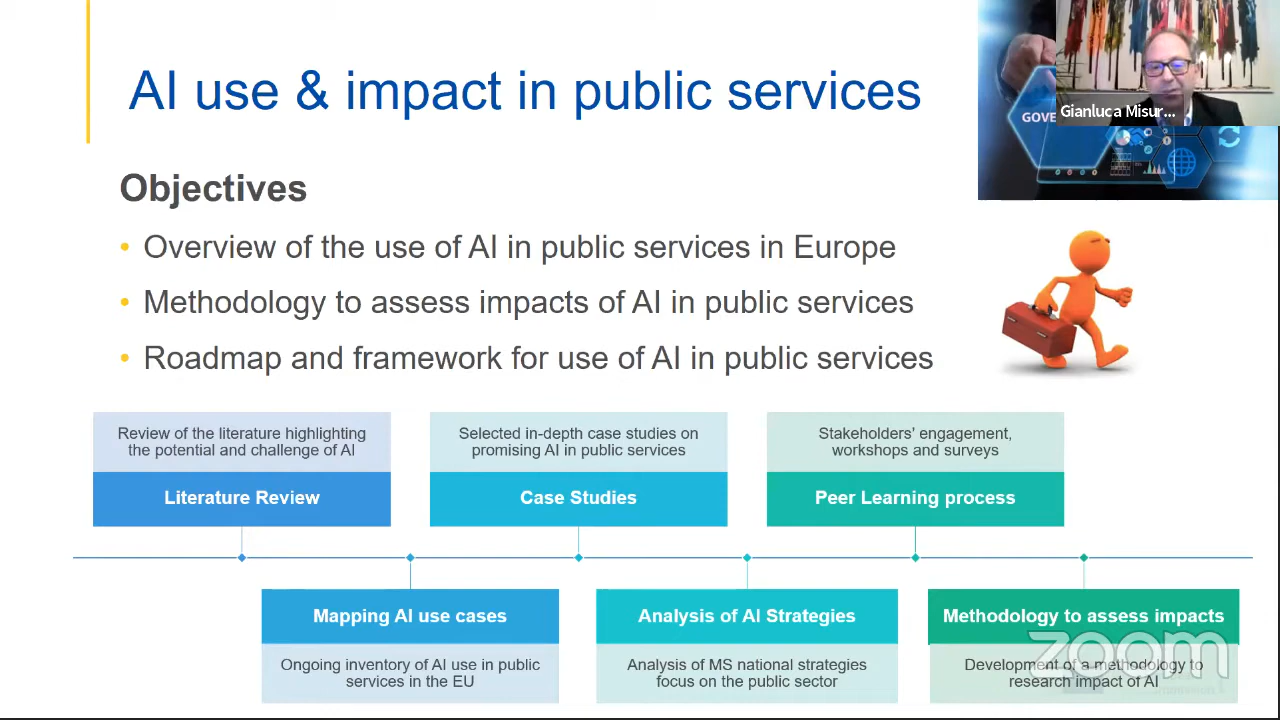 AI use & impact in public services
Gianluca Misur...
GOVE
Objectives
• Overview of the use of AI in public services in Europe
• Methodology to assess impacts of AI in public services
• Roadmap and framework for use of AI in public services
Review of the literature highlighting
the potential and challenge of AI
Literature Review
Selected in-depth case studies on
promising AI in public services
Case Studies
Stakeholders' engagement,
workshops and surveys
Peer Learning process
Mapping AI use cases
Ongoing inventory of AI use in public
services in the EU
Analysis of AI Strategies
Analysis of MS national strategies
focus on the public sector
Methodology to assess impacts
Development of a methodology to
research impact of AI
zoom